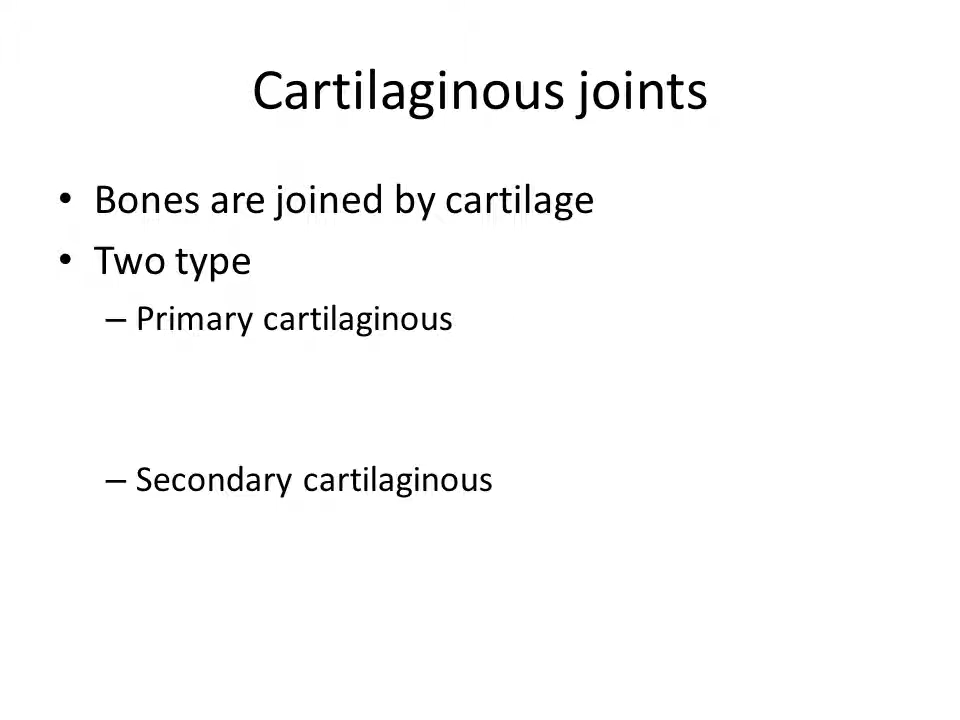 Cartilaginous joints
• Bones are joined by cartilage
• Two type
– Primary cartilaginous
– Secondary cartilaginous